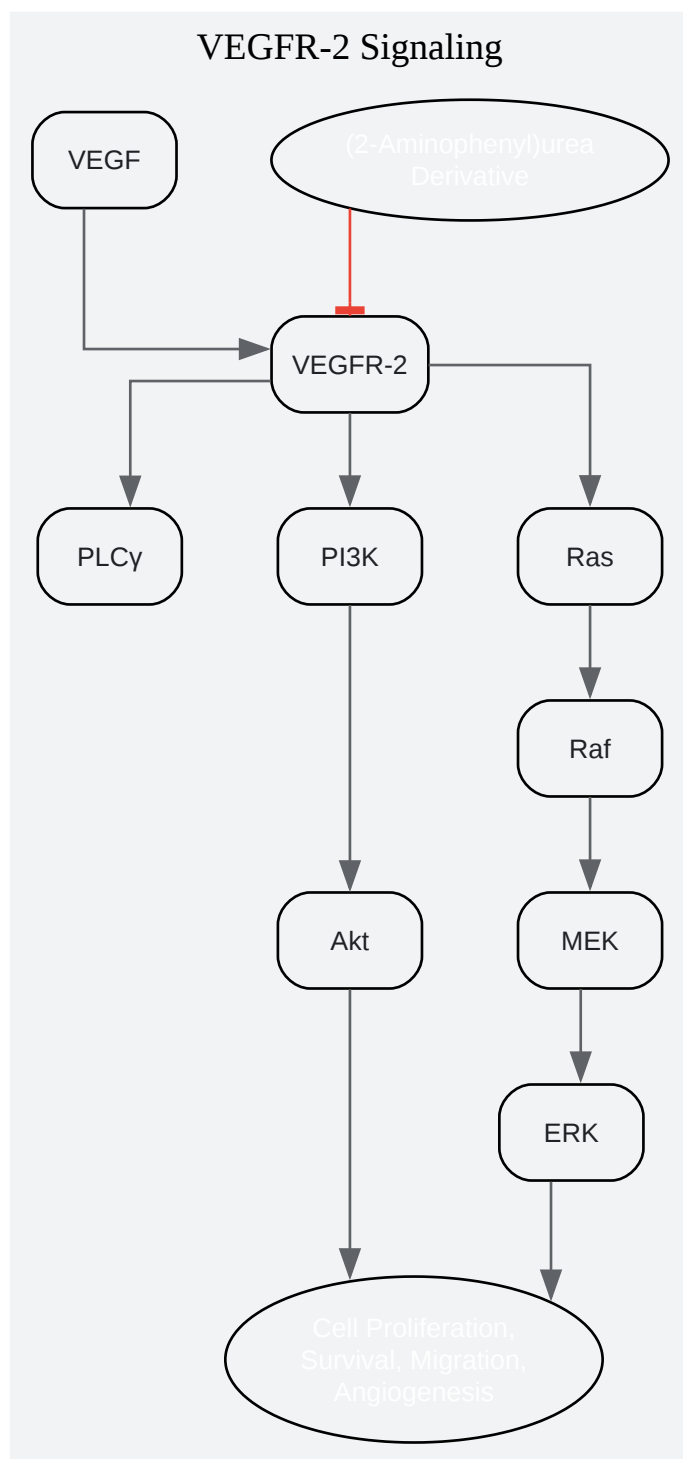 VEGFR-2 Signaling
VEGF
(2-Aminophenyl)urea
Derivative
VEGFR-2
PLCγ
PI3K
Ras
Raf
Akt
MEK
ERK
Cell Proliferation,
Survival, Migration,
Angiogenesis